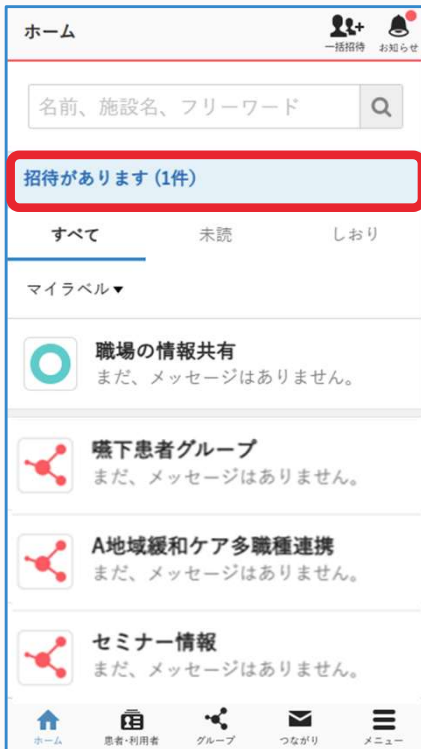 ホーム
一括招待 お知らせ
名前、施設名、フリーワード
招待があります (1件)
すべて 未読 しおり
マイラベル▼
職場の情報共有
まだ、メッセージはありません。
嚥下患者グループ
まだ、メッセージはありません。
A地域緩和ケア多職種連携
まだ、メッセージはありません。
セミナー情報
まだ、メッセージはありません。
ホーム 患者・利用者 グループ つながり メニュー